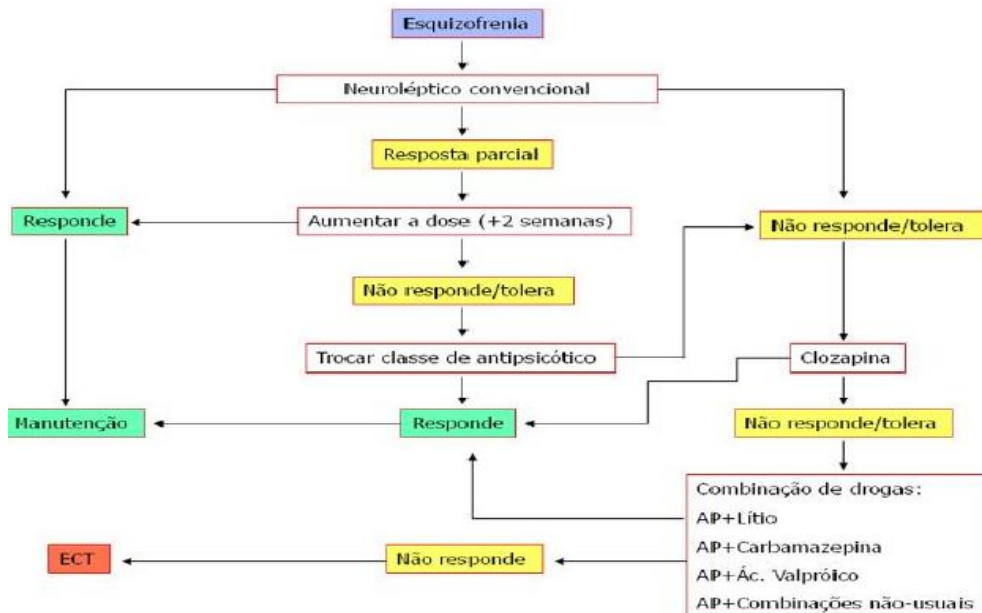 Esquizofrenia
Neuroléptico convencional
Resposta parcial
Responde
Aumentar a dose (+2 semanas)
Não responde/tolera
Não responde/tolera
Trocar classe de antipsicótico
Clozapina
Manutenção
Responde
Não responde/tolera
Combinação de drogas:
AP+Lítio
AP+Carbamazepina
AP+Ác. Valpróico
AP+Combinações não-usuais
Não responde
ECT